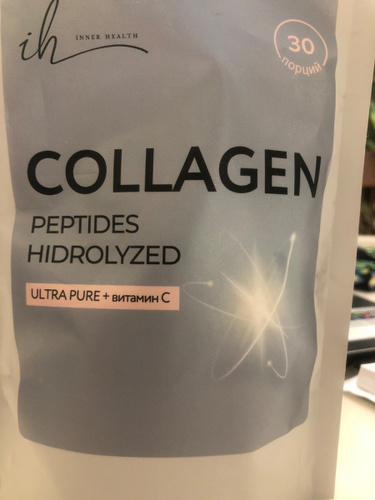 ih INNER HEALTH
30
порций
COLLAGEN
PEPTIDES
HIDROLYZED
ULTRA PURE + витамин C